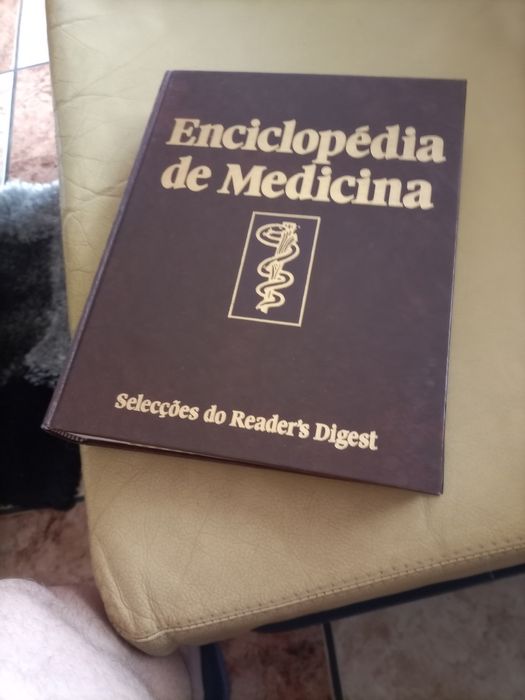 Enciclopédia
de Medicina
Selecções do Reader's Digest